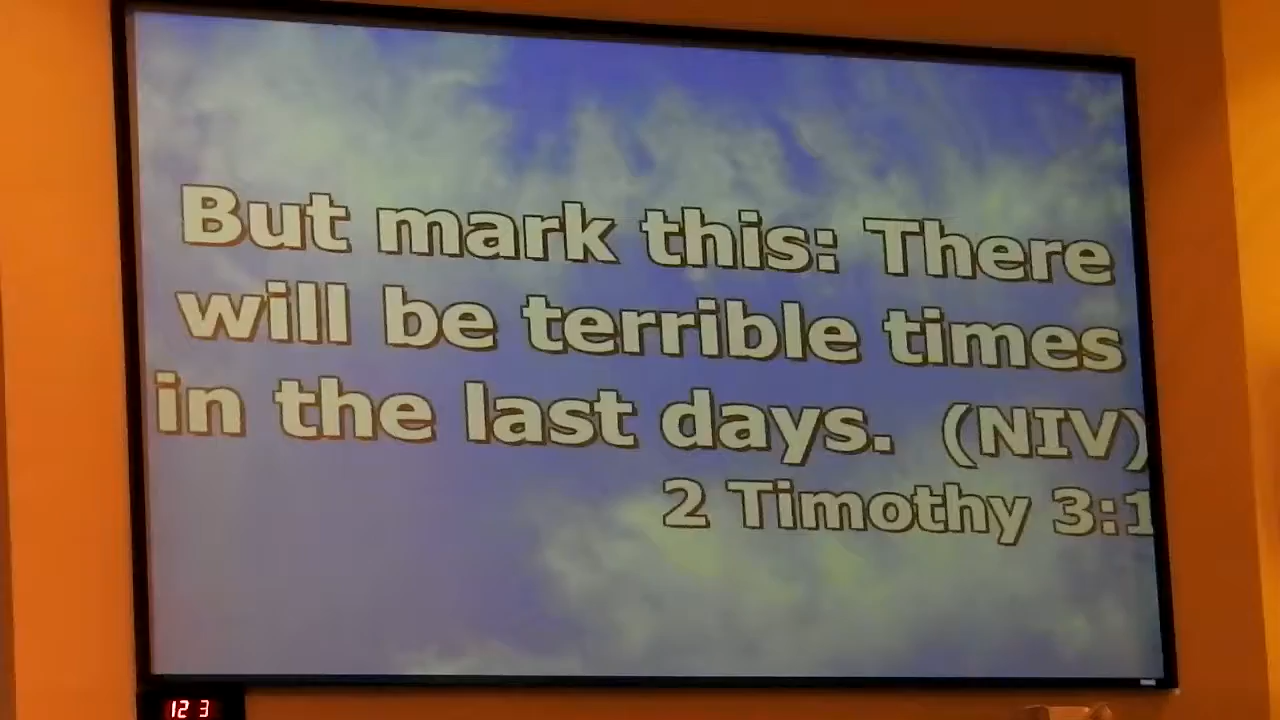 But mark this: There
will be terrible times
in the last days. (NIV)
2 Timothy 3:1
12 3